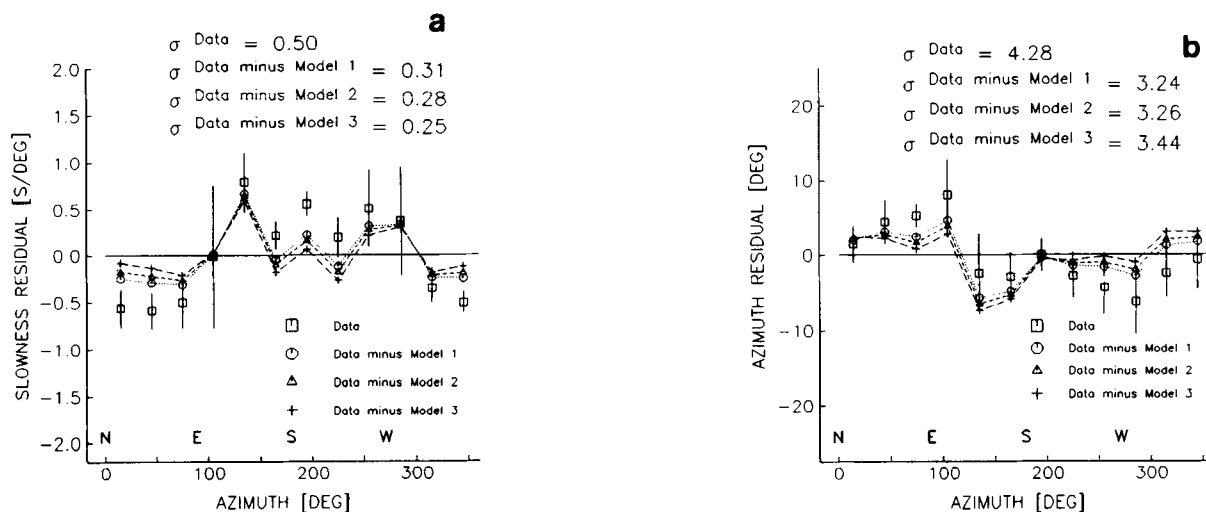 a
σ Data = 0.50
σ Data minus Model 1 = 0.31
σ Data minus Model 2 = 0.28
σ Data minus Model 3 = 0.25
2.0
1.5
1.0
0.5
0.0
−0.5
−1.0
−1.5
−2.0
SLOWNESS RESIDUAL [S/DEG]
Data
Data minus Model 1
Data minus Model 2
Data minus Model 3
N E S W
0 100 200 300
AZIMUTH [DEG]
b
σ Data = 4.28
σ Data minus Model 1 = 3.24
σ Data minus Model 2 = 3.26
σ Data minus Model 3 = 3.44
20
10
0
−10
−20
AZIMUTH RESIDUAL [DEG]
Data
Data minus Model 1
Data minus Model 2
Data minus Model 3
N E S W
0 100 200 300
AZIMUTH [DEG]